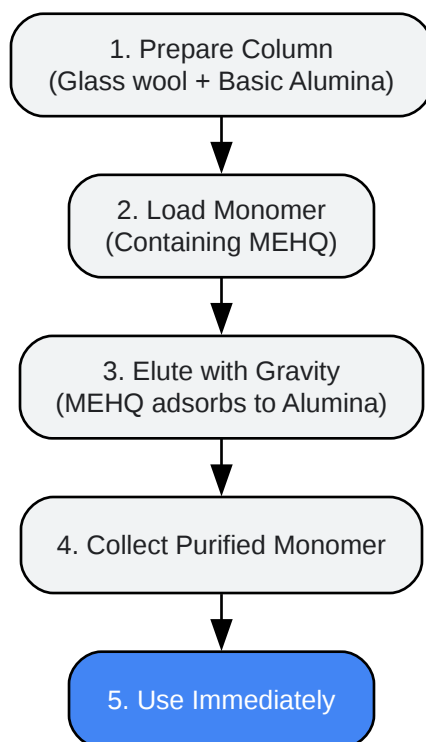 1. Prepare Column
(Glass wool + Basic Alumina)
2. Load Monomer
(Containing MEHQ)
3. Elute with Gravity
(MEHQ adsorbs to Alumina)
4. Collect Purified Monomer
5. Use Immediately